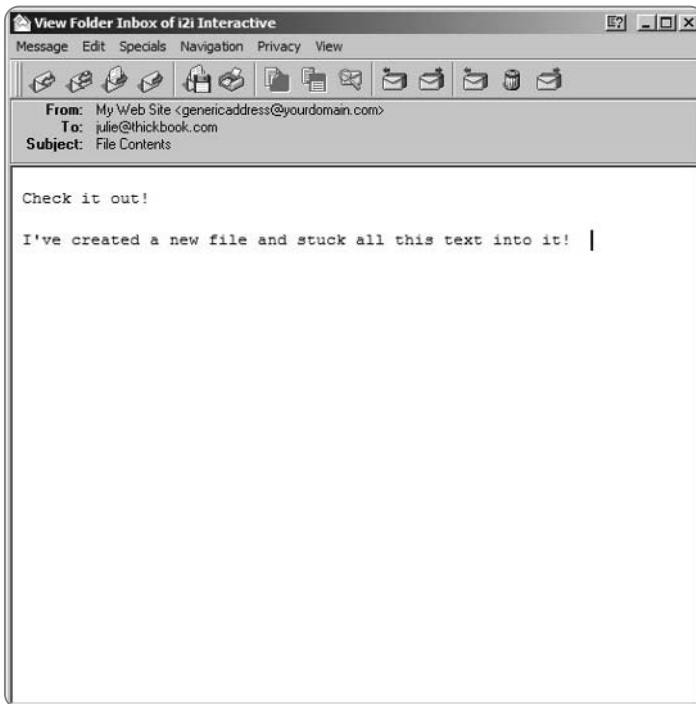 View Folder Inbox of i2i Interactive
Message Edit Specials Navigation Privacy View
From: My Web Site <genericaddress@yourdomain.com>
To: julie@thickbook.com
Subject: File Contents
Check it out!
I've created a new file and stuck all this text into it!